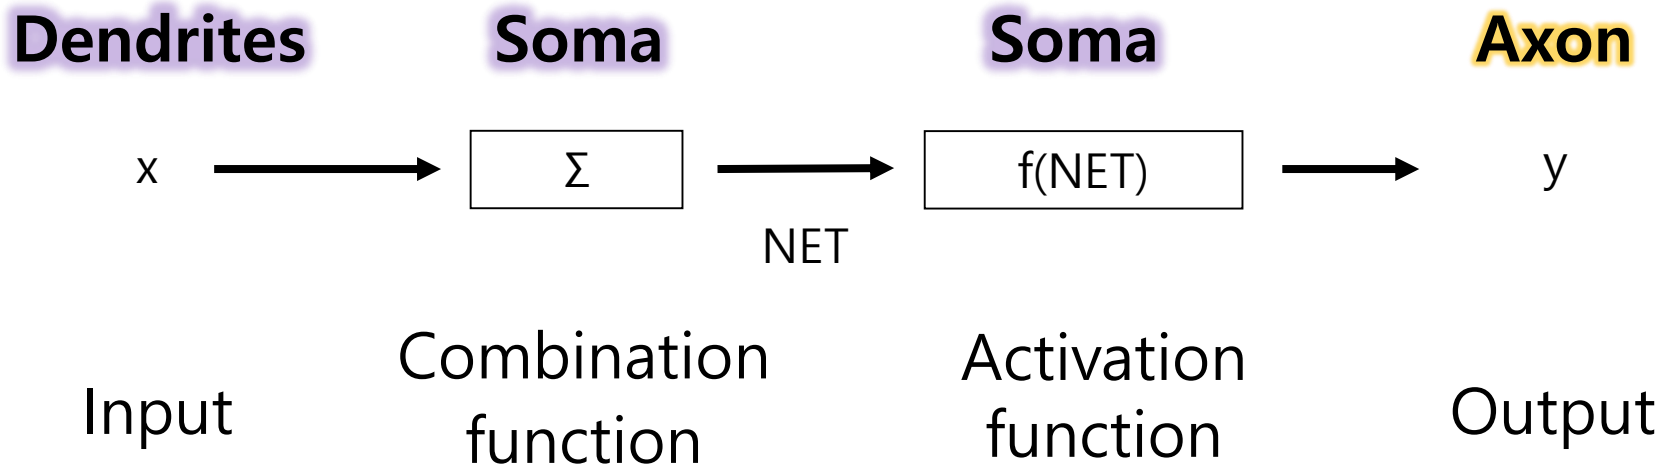 Dendrites Soma Soma Axon
x Σ f(NET) y
NET
Combination function
Activation function
Input
Output